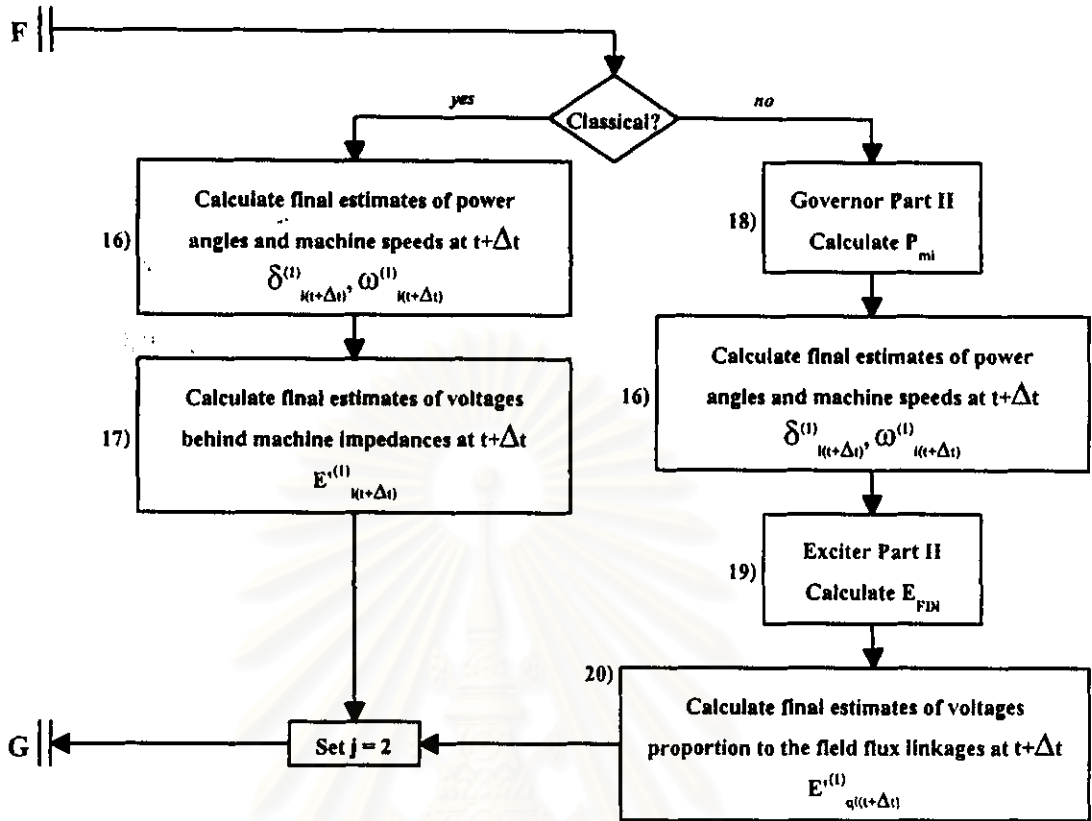 F
Classical?
yes
no
16)
Calculate final estimates of power
angles and machine speeds at t+Δt
δ⁽¹⁾ᵢ₍ₜ₊Δₜ₎, ω⁽¹⁾ᵢ₍ₜ₊Δₜ₎
17)
Calculate final estimates of voltages
behind machine impedances at t+Δt
E'⁽¹⁾ᵢ₍ₜ₊Δₜ₎
18)
Governor Part II
Calculate P_mi
16)
Calculate final estimates of power
angles and machine speeds at t+Δt
δ⁽¹⁾ᵢ₍ₜ₊Δₜ₎, ω⁽¹⁾ᵢ₍ₜ₊Δₜ₎
19)
Exciter Part II
Calculate E_FDi
20)
Calculate final estimates of voltages
proportion to the field flux linkages at t+Δt
E'⁽¹⁾_qi(t+Δt)
Set j = 2
G